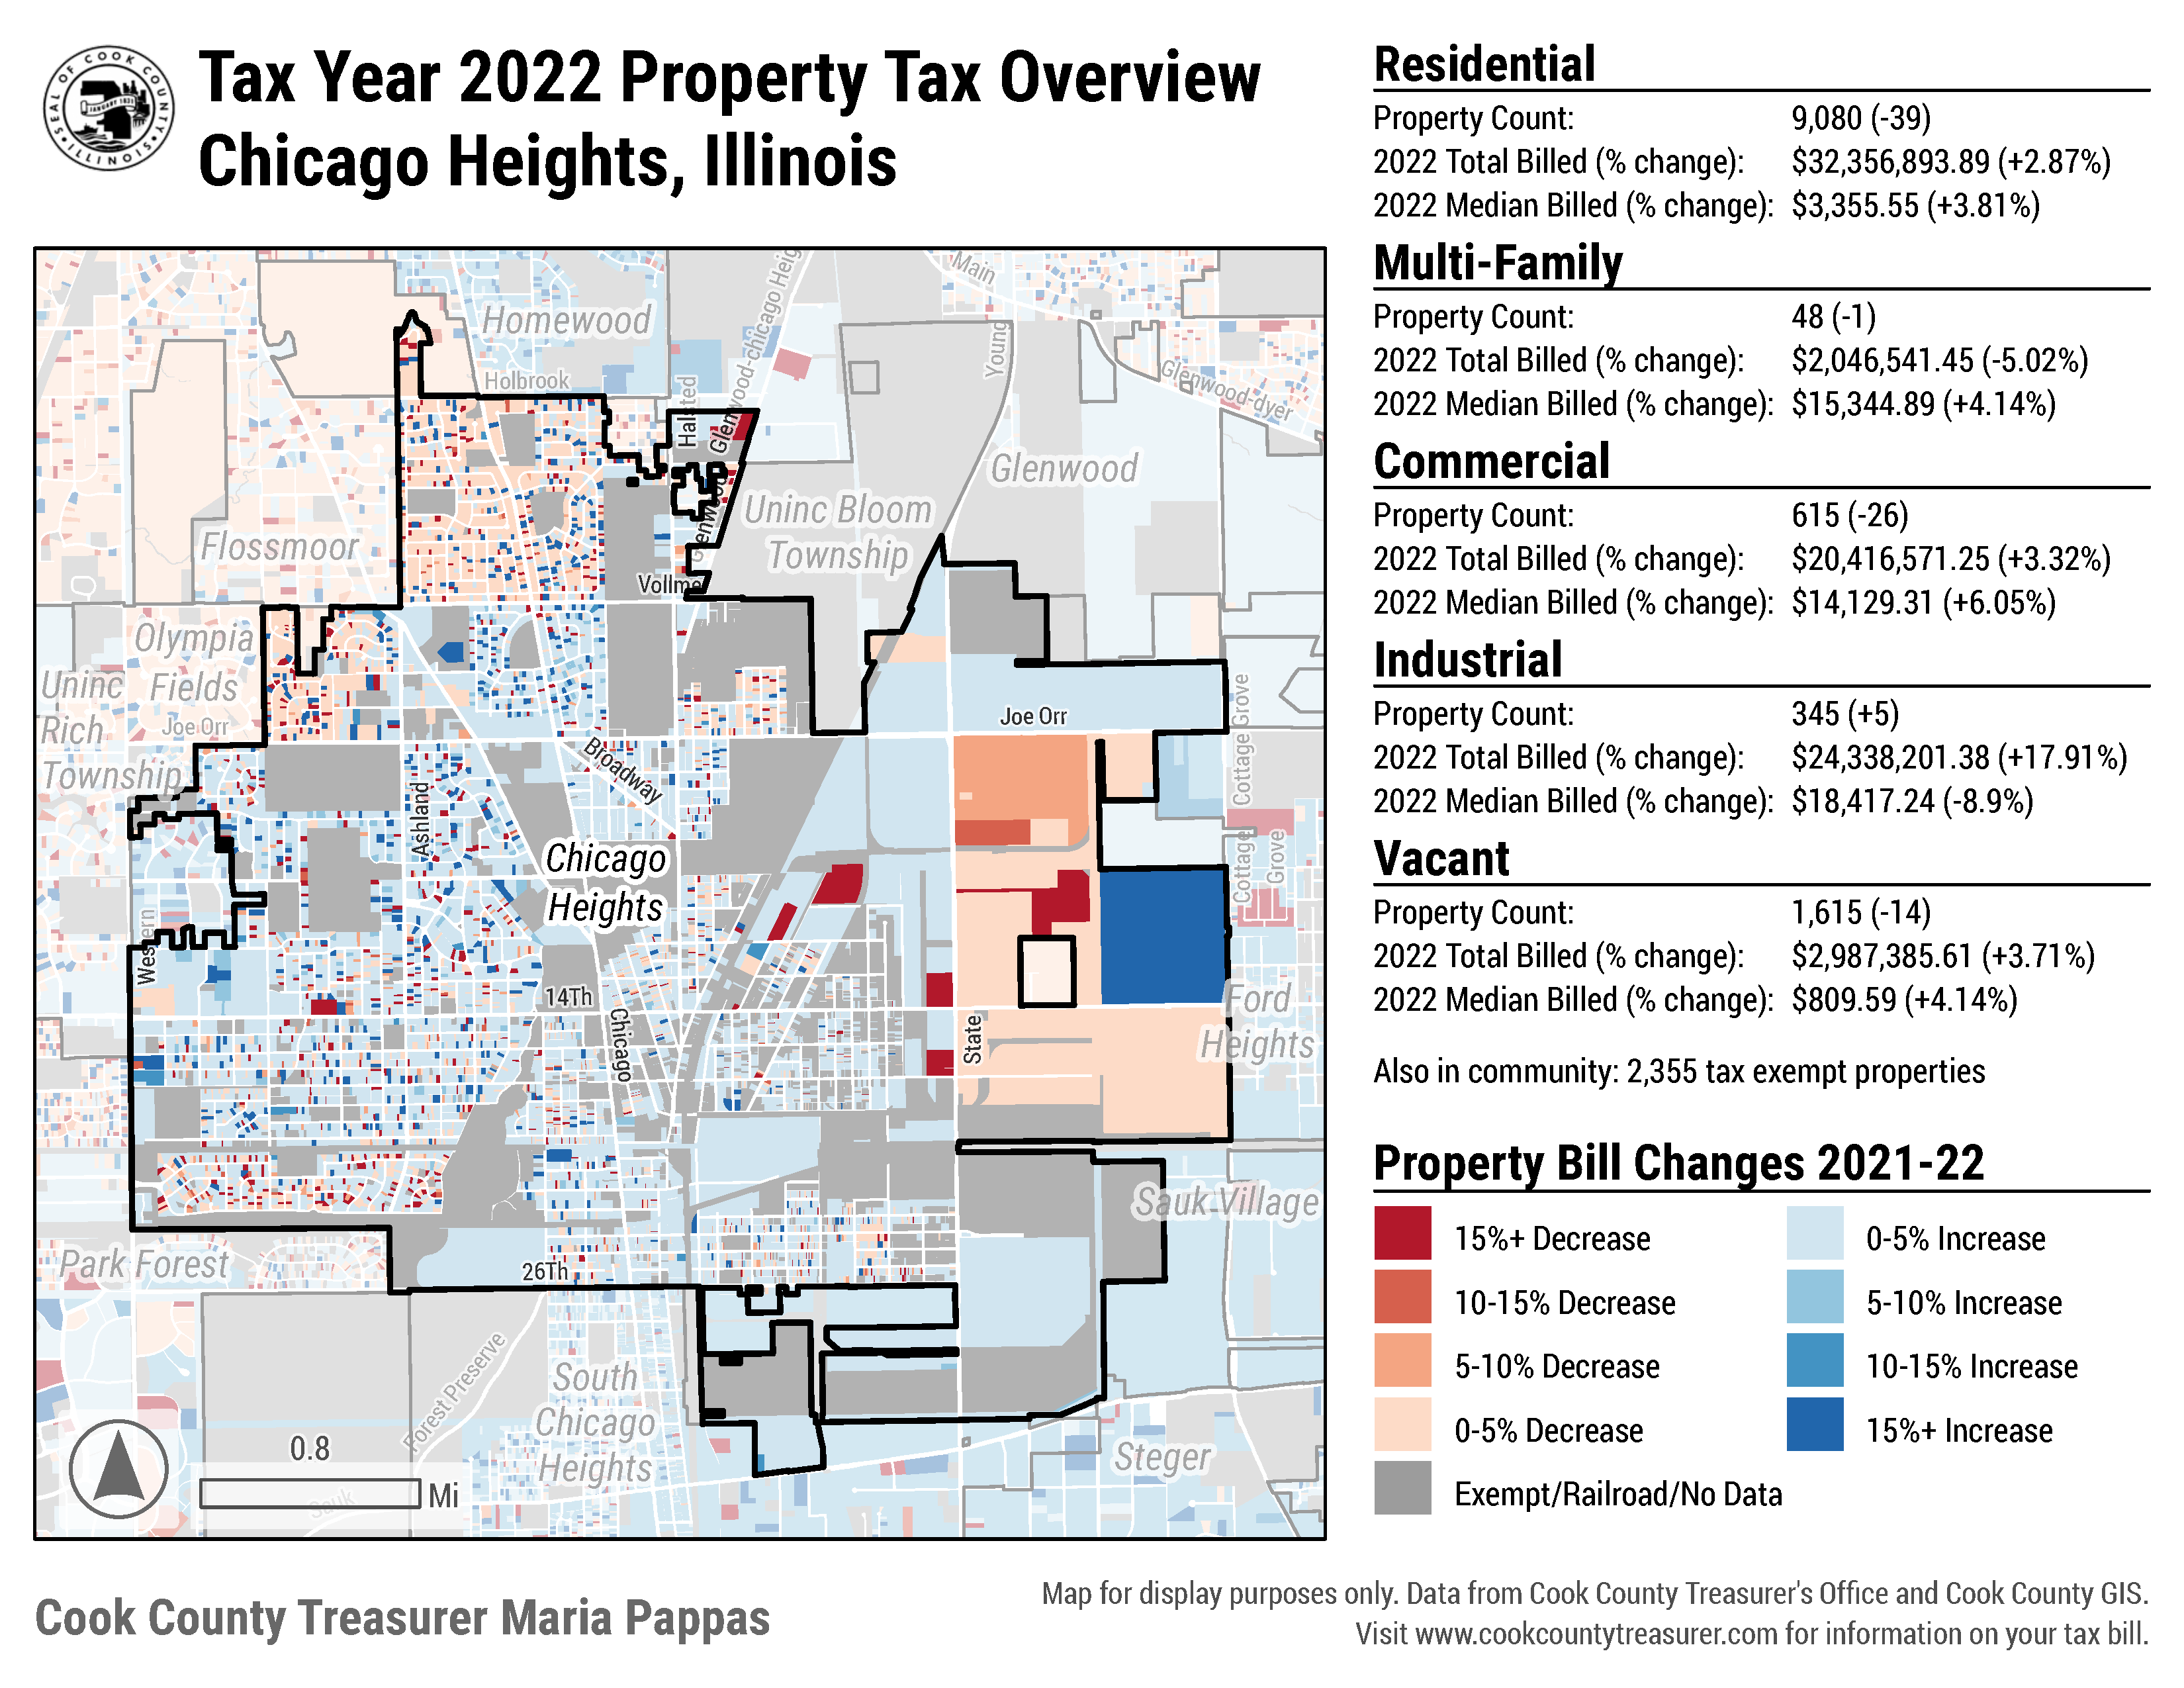 SEAL OF COOK COUNTY
ILLINOIS
JANUARY 1831
Tax Year 2022 Property Tax Overview
Chicago Heights, Illinois
Residential
Property Count: 9,080 (-39)
2022 Total Billed (% change): $32,356,893.89 (+2.87%)
2022 Median Billed (% change): $3,355.55 (+3.81%)
Multi-Family
Property Count: 48 (-1)
2022 Total Billed (% change): $2,046,541.45 (-5.02%)
2022 Median Billed (% change): $15,344.89 (+4.14%)
Commercial
Property Count: 615 (-26)
2022 Total Billed (% change): $20,416,571.25 (+3.32%)
2022 Median Billed (% change): $14,129.31 (+6.05%)
Industrial
Property Count: 345 (+5)
2022 Total Billed (% change): $24,338,201.38 (+17.91%)
2022 Median Billed (% change): $18,417.24 (-8.9%)
Vacant
Property Count: 1,615 (-14)
2022 Total Billed (% change): $2,987,385.61 (+3.71%)
2022 Median Billed (% change): $809.59 (+4.14%)
Also in community: 2,355 tax exempt properties
Property Bill Changes 2021-22
15%+ Decrease
10-15% Decrease
5-10% Decrease
0-5% Decrease
Exempt/Railroad/No Data
0-5% Increase
5-10% Increase
10-15% Increase
15%+ Increase
Main
Homewood
Glenwood-chicago Heig
Young
Holbrook
Halsted
Glenwood-dyer
Glenwood
Uninc Bloom
Township
Flossmoor
Glenwood
Vollme
Olympia
Fields
Uninc
Rich
Township
Joe Orr
Joe Orr
Cottage Grove
Broadway
Ashland
Chicago
Heights
Cottage
Grove
Western
14Th
Chicago
State
Ford
Heights
Sauk Village
Park Forest
26Th
Forest Preserve
South
Chicago
Heights
Steger
0.8
Mi
Sauk
Cook County Treasurer Maria Pappas
Map for display purposes only. Data from Cook County Treasurer's Office and Cook County GIS.
Visit www.cookcountytreasurer.com for information on your tax bill.